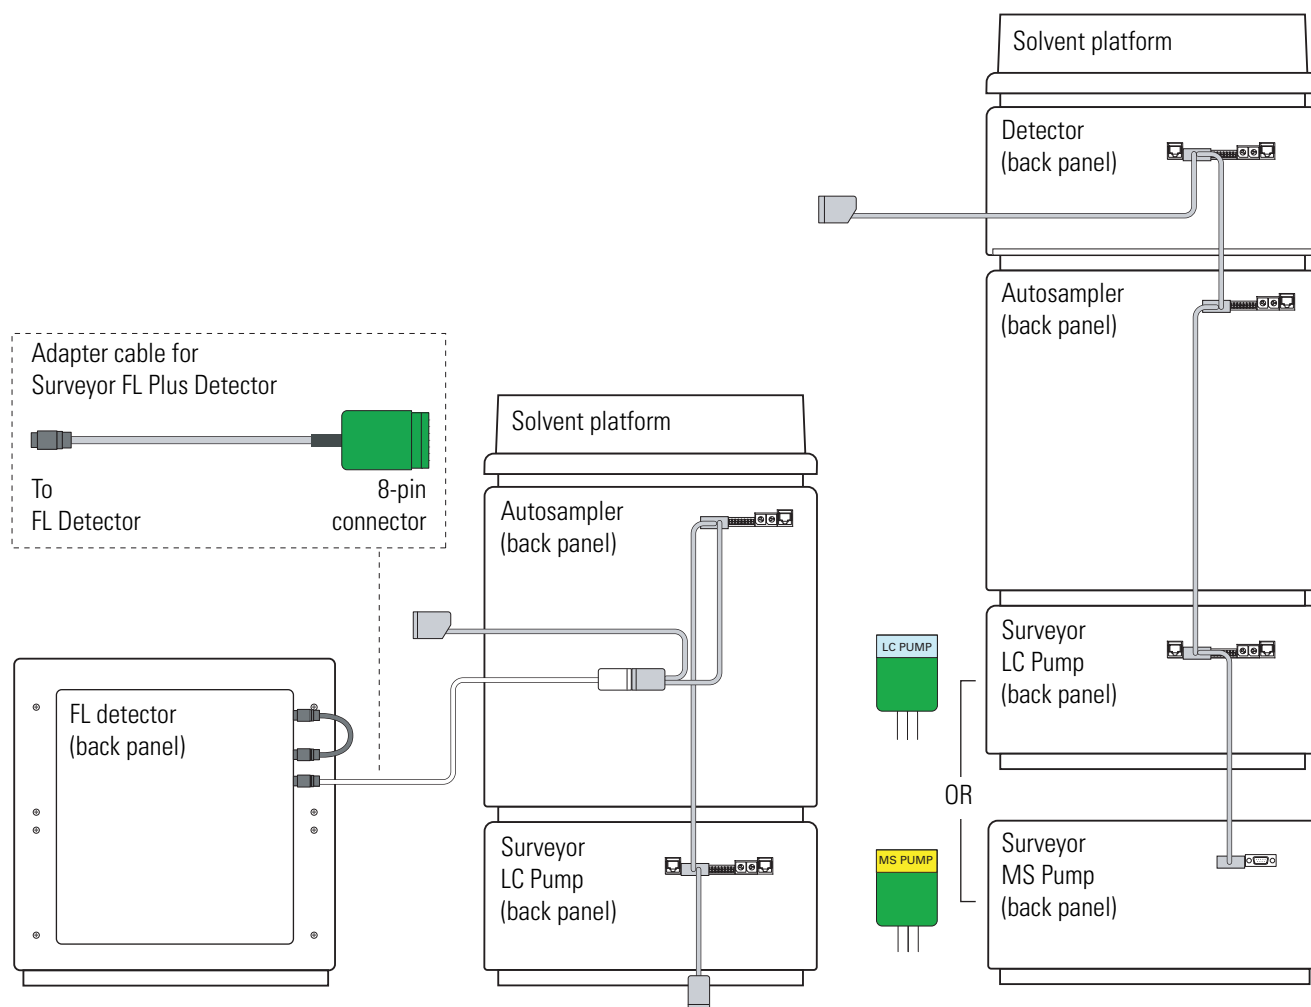 Solvent platform
Detector
(back panel)
Autosampler
(back panel)
Adapter cable for
Surveyor FL Plus Detector
To
FL Detector
8-pin
connector
Solvent platform
Autosampler
(back panel)
FL detector
(back panel)
Surveyor
LC Pump
(back panel)
LC PUMP
OR
MS PUMP
Surveyor
LC Pump
(back panel)
Surveyor
MS Pump
(back panel)